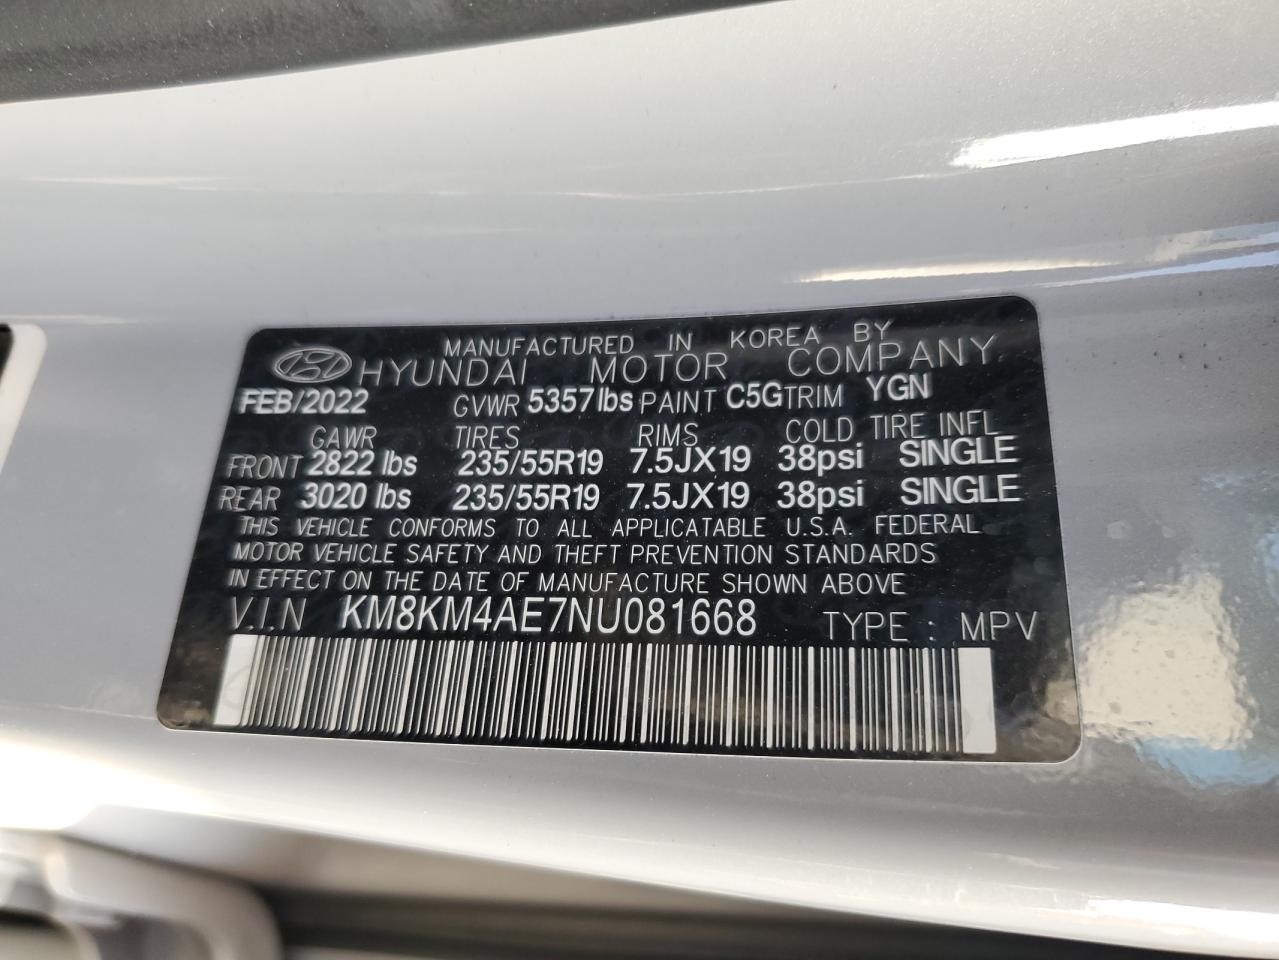 MANUFACTURED IN KOREA BY
HYUNDAI MOTOR COMPANY
FEB/2022 GVWR 5357lbs PAINT C5G TRIM YGN
GAWR TIRES RIMS COLD TIRE INFL
FRONT 2822 lbs 235/55R19 7.5JX19 38psi SINGLE
REAR 3020 lbs 235/55R19 7.5JX19 38psi SINGLE
THIS VEHICLE CONFORMS TO ALL APPLICATABLE U.S.A. FEDERAL
MOTOR VEHICLE SAFETY AND THEFT PREVENTION STANDARDS
IN EFFECT ON THE DATE OF MANUFACTURE SHOWN ABOVE
V.I.N KM8KM4AE7NU081668 TYPE : MPV